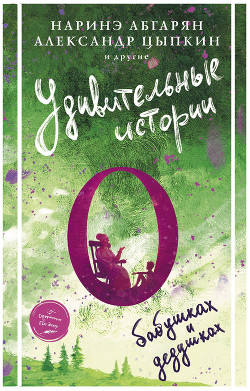 НАРИНЭ АБГАРЯН
АЛЕКСАНДР ЦЫПКИН
и другие
Удивительные
истории
О
бабушках
и
дедушках